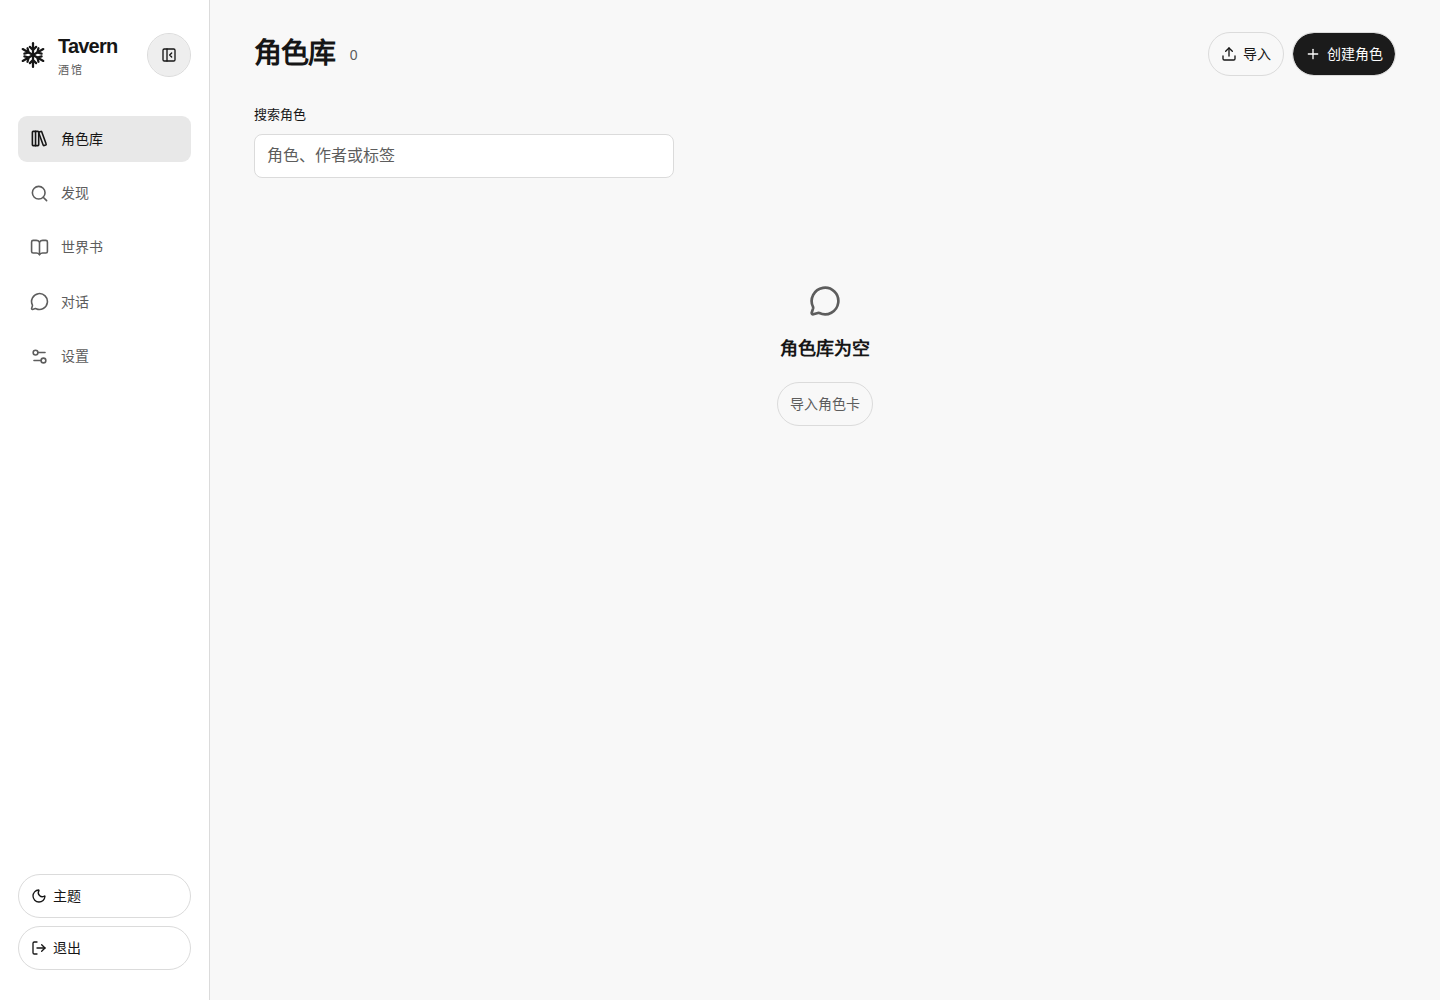 Tavern
酒馆
角色库
发现
世界书
对话
设置
主题
退出
角色库 0
导入
创建角色
搜索角色
角色、作者或标签
角色库为空
导入角色卡